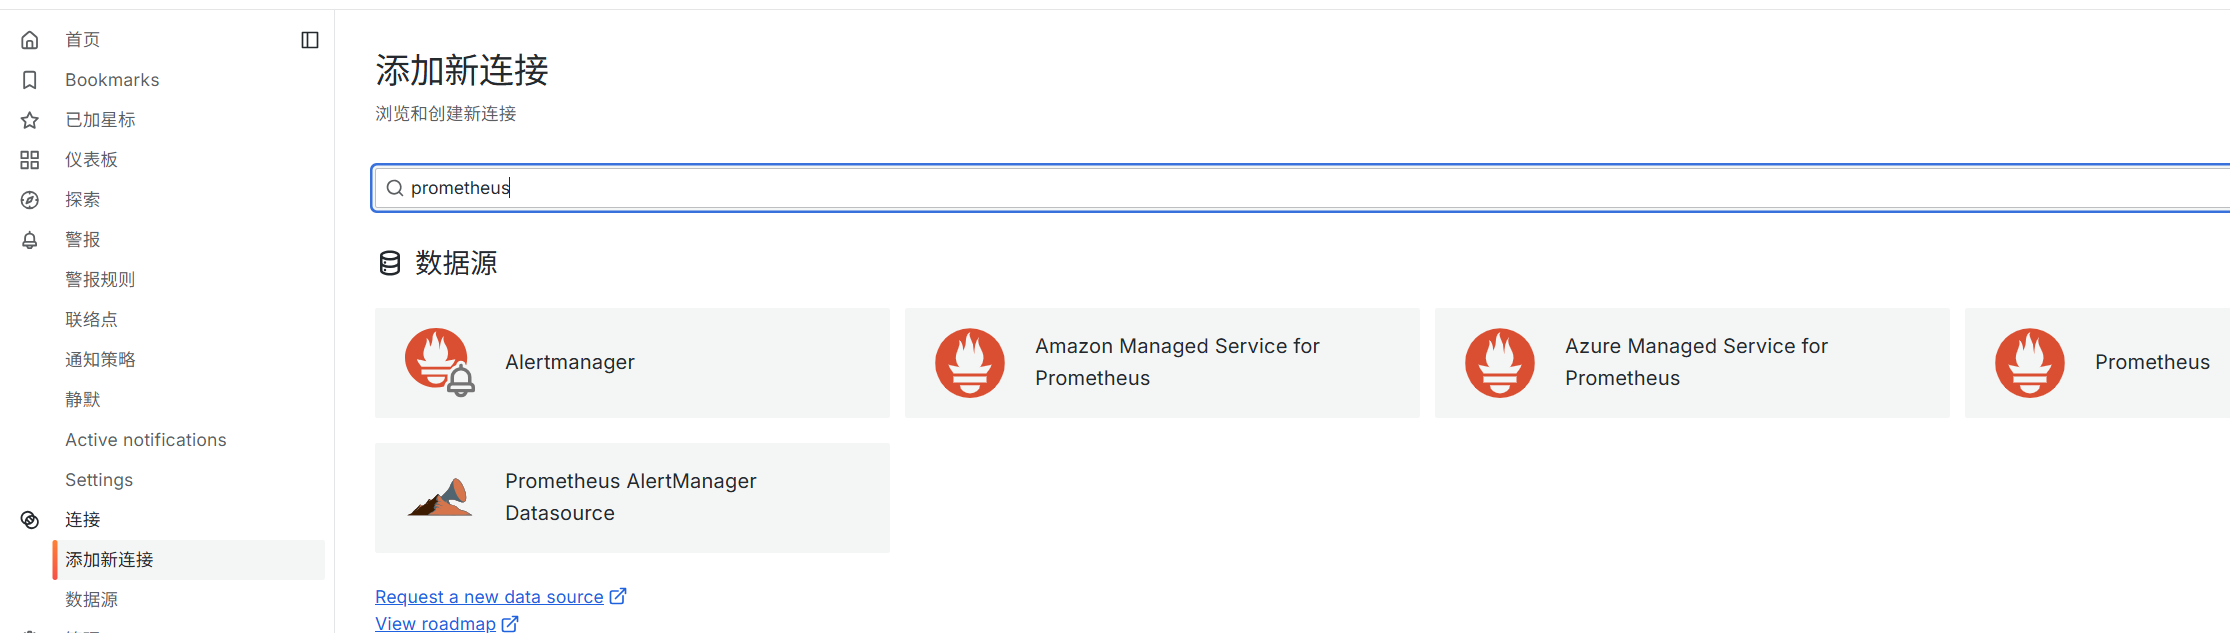 首页
Bookmarks
已加星标
仪表板
探索
警报
警报规则
联络点
通知策略
静默
Active notifications
Settings
连接
添加新连接
数据源
添加新连接
浏览和创建新连接
prometheus
数据源
Alertmanager
Amazon Managed Service for
Prometheus
Azure Managed Service for
Prometheus
Prometheus
Prometheus AlertManager
Datasource
Request a new data source
View roadmap